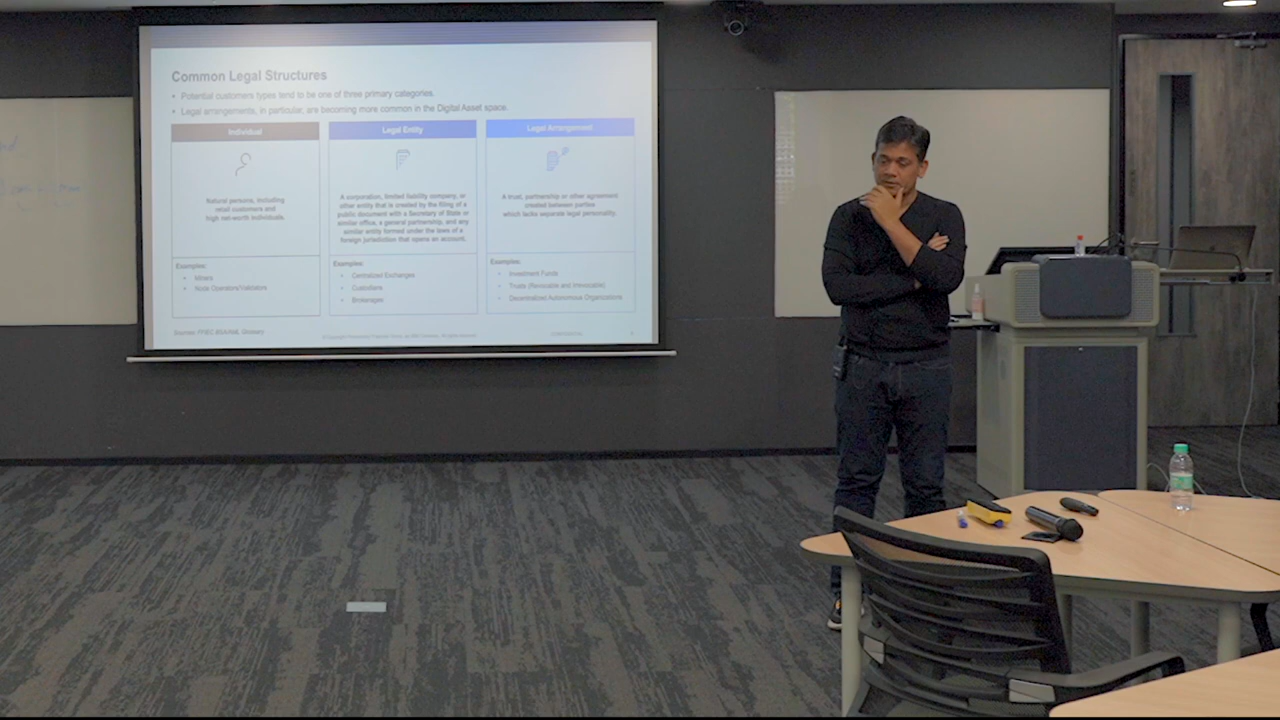 Common Legal Structures
• Potential customers types tend to be one of three primary categories.
• Legal arrangements, in particular, are becoming more common in the Digital Asset space.
Individual
Natural persons, including
retail customers and
high net-worth individuals.
Examples:
• Miners
• Node Operators/Validators
Legal Entity
A corporation, limited liability company, or
other entity that is created by the filing of a
public document with a Secretary of State or
similar office, a general partnership, and any
similar entity formed under the laws of a
foreign jurisdiction that opens an account.
Examples:
• Centralized Exchanges
• Custodians
• Brokerages
Legal Arrangement
A trust, partnership or other agreement
created between parties
which lacks separate legal personality.
Examples:
• Investment Funds
• Trusts (Revocable and Irrevocable)
• Decentralized Autonomous Organizations
Sources: FFIEC BSA/AML Glossary
CONFIDENTIAL